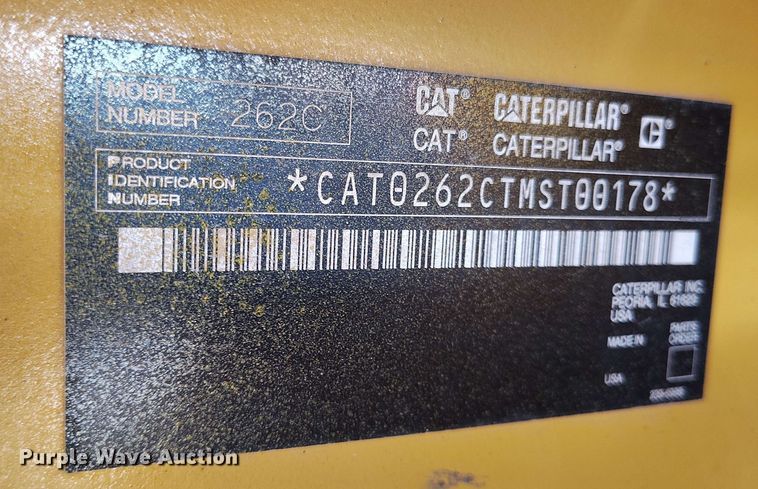 MODEL
NUMBER 262C
CAT® CATERPILLAR®
CAT® CATERPILLAR®
PRODUCT
IDENTIFICATION
NUMBER
*CAT0262CTMST00178*
CATERPILLAR INC.
PEORIA, IL 61629
USA
MADE IN
PARTS
ORDER
USA
Purple Wave Auction